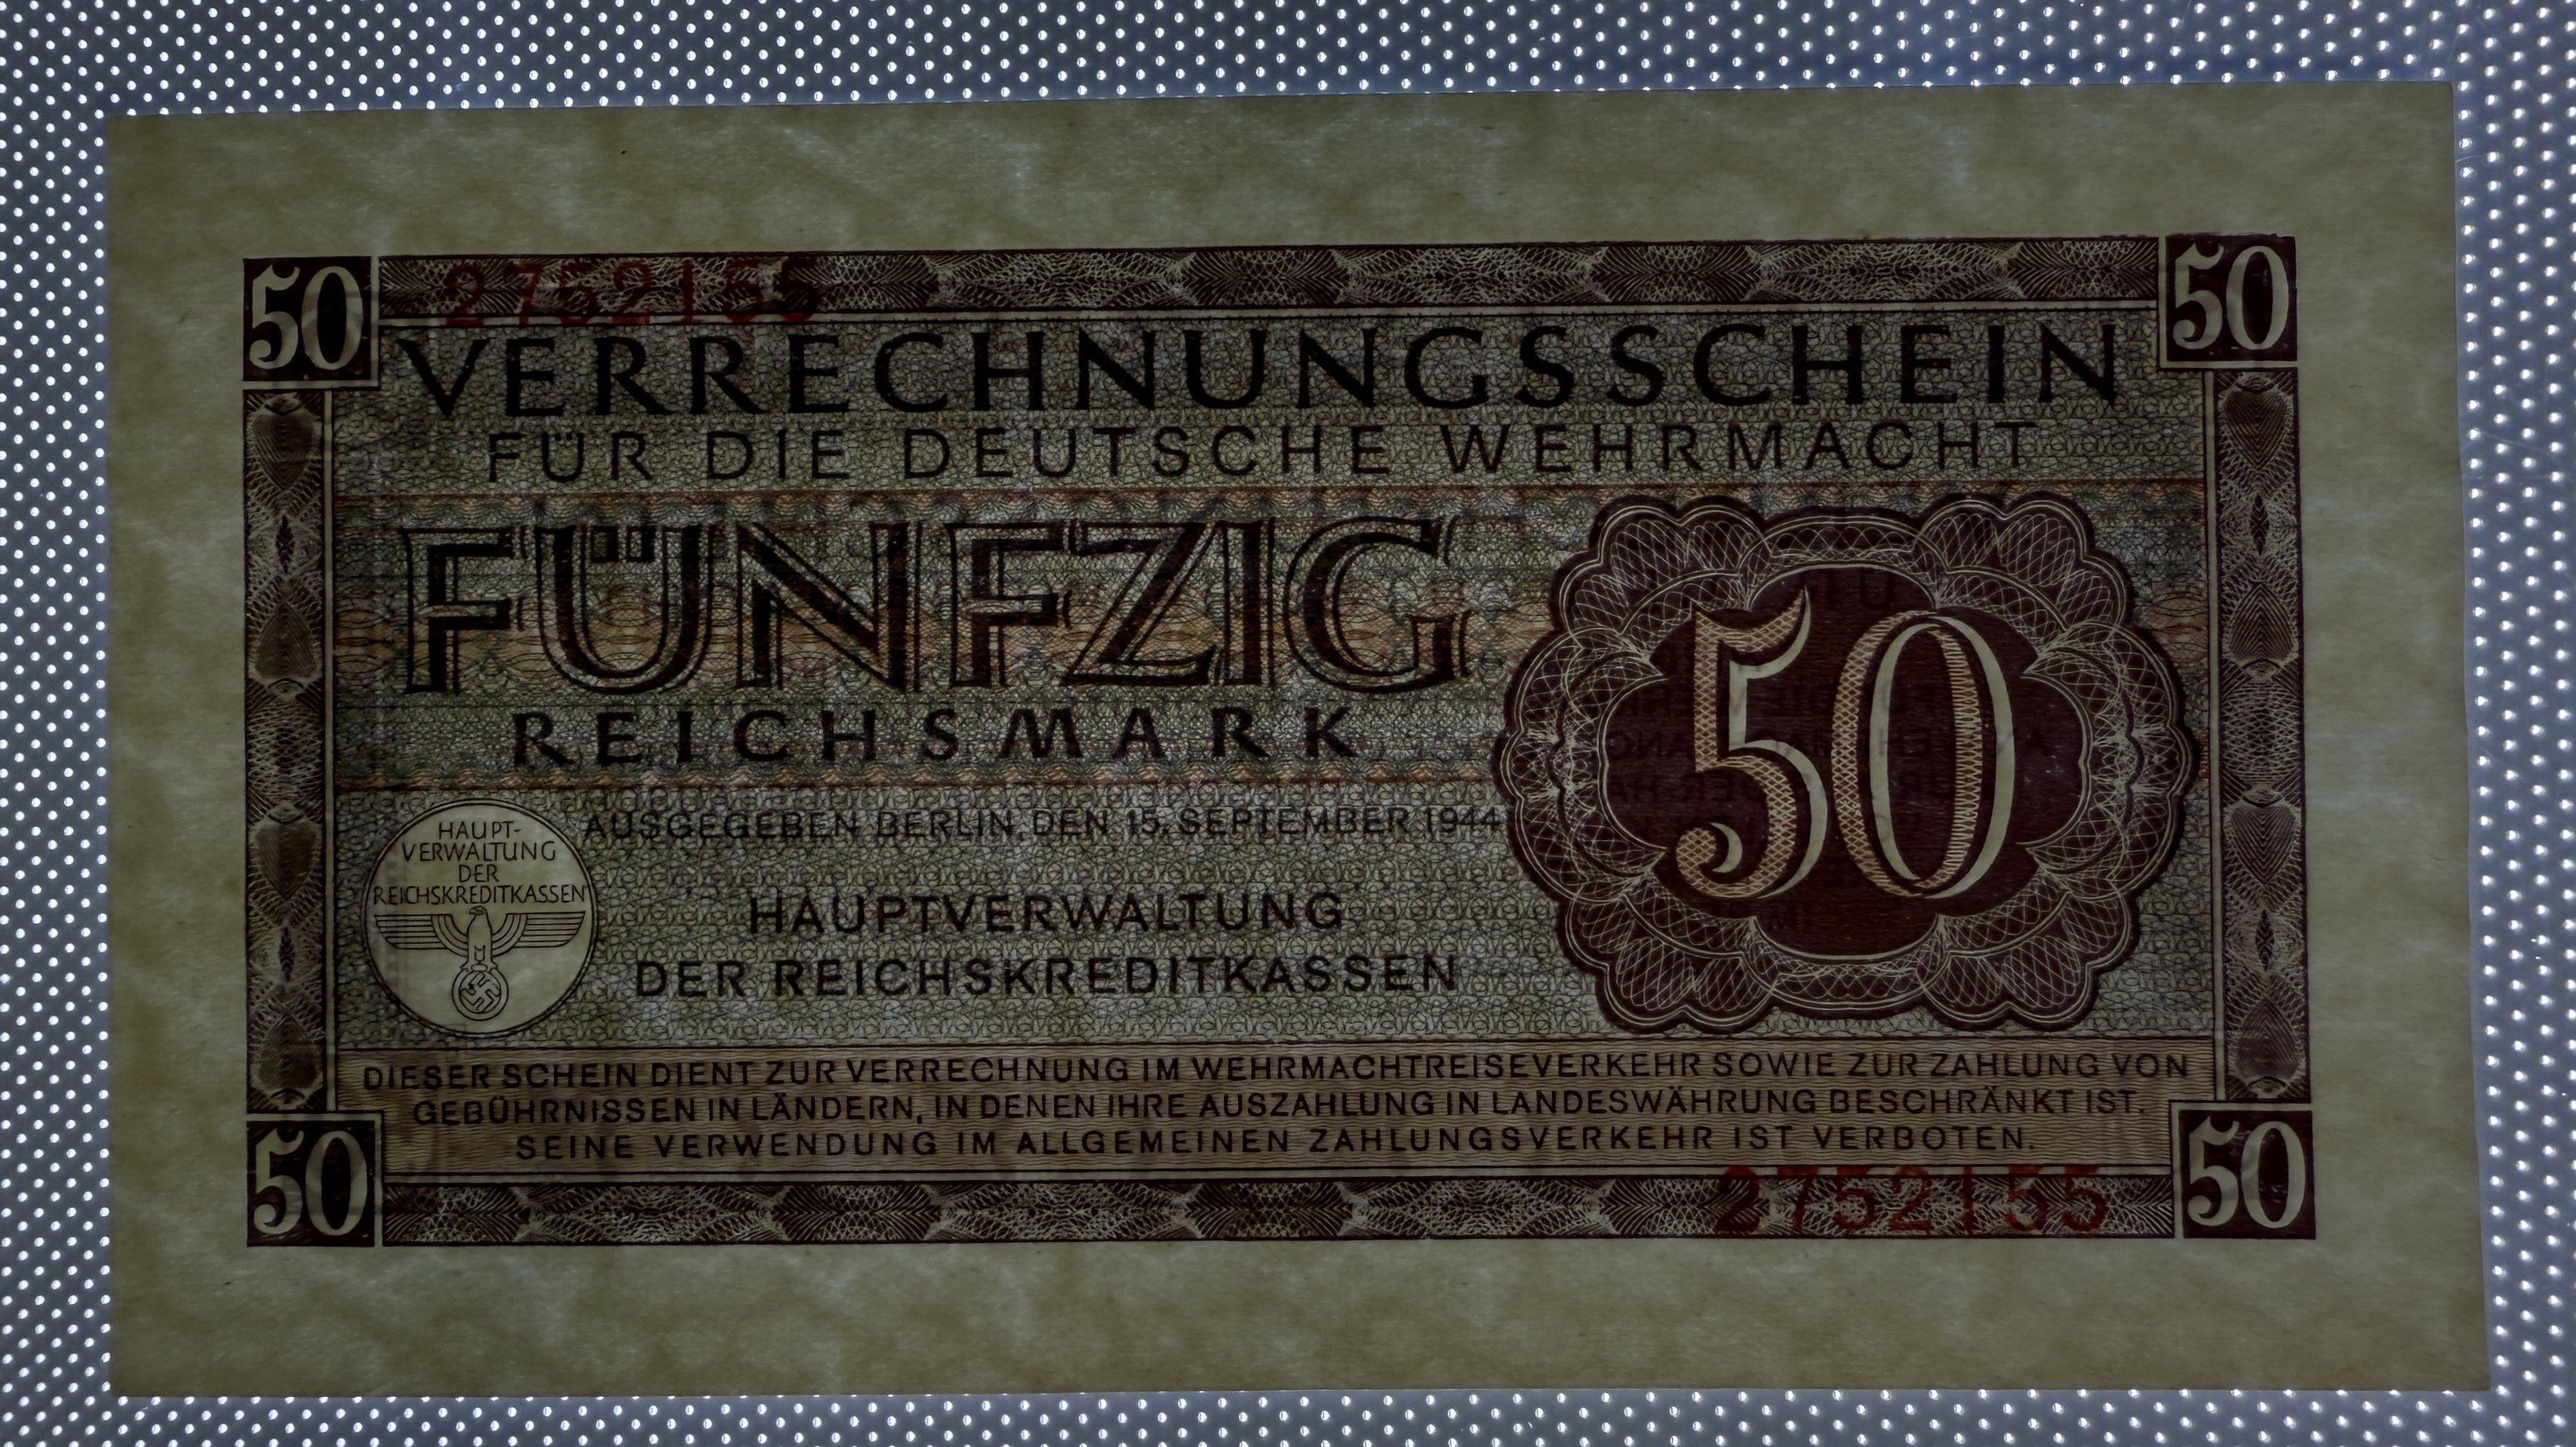 50
2752155
50
VERRECHNUNGSSCHEIN
FÜR DIE DEUTSCHE WEHRMACHT
FÜNFZIG
REICHSMARK
50
AUSGEGEBEN BERLIN, DEN 15. SEPTEMBER 1944
HAUPT-
VERWALTUNG
DER
REICHSKREDITKASSEN
HAUPTVERWALTUNG
DER REICHSKREDITKASSEN
DIESER SCHEIN DIENT ZUR VERRECHNUNG IM WEHRMACHTREISEVERKEHR SOWIE ZUR ZAHLUNG VON
GEBÜHRNISSEN IN LÄNDERN, IN DENEN IHRE AUSZAHLUNG IN LANDESWÄHRUNG BESCHRÄNKT IST.
SEINE VERWENDUNG IM ALLGEMEINEN ZAHLUNGSVERKEHR IST VERBOTEN.
50
2752155
50